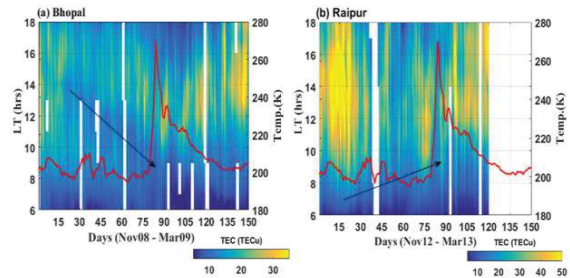 (a) Bhopal
(b) Raipur
LT (hrs)
18
16
14
12
10
8
6
280
260
240
220
200
180
Temp.(K)
LT (hrs)
18
16
14
12
10
8
6
280
260
240
220
200
180
Temp.(K)
15 30 45 60 75 90 105 120 135 150
15 30 45 60 75 90 105 120 135 150
Days (Nov08 - Mar09)
TEC (TECu)
Days (Nov12 - Mar13)
TEC (TECu)
10 20 30 40
10 20 30 40 50